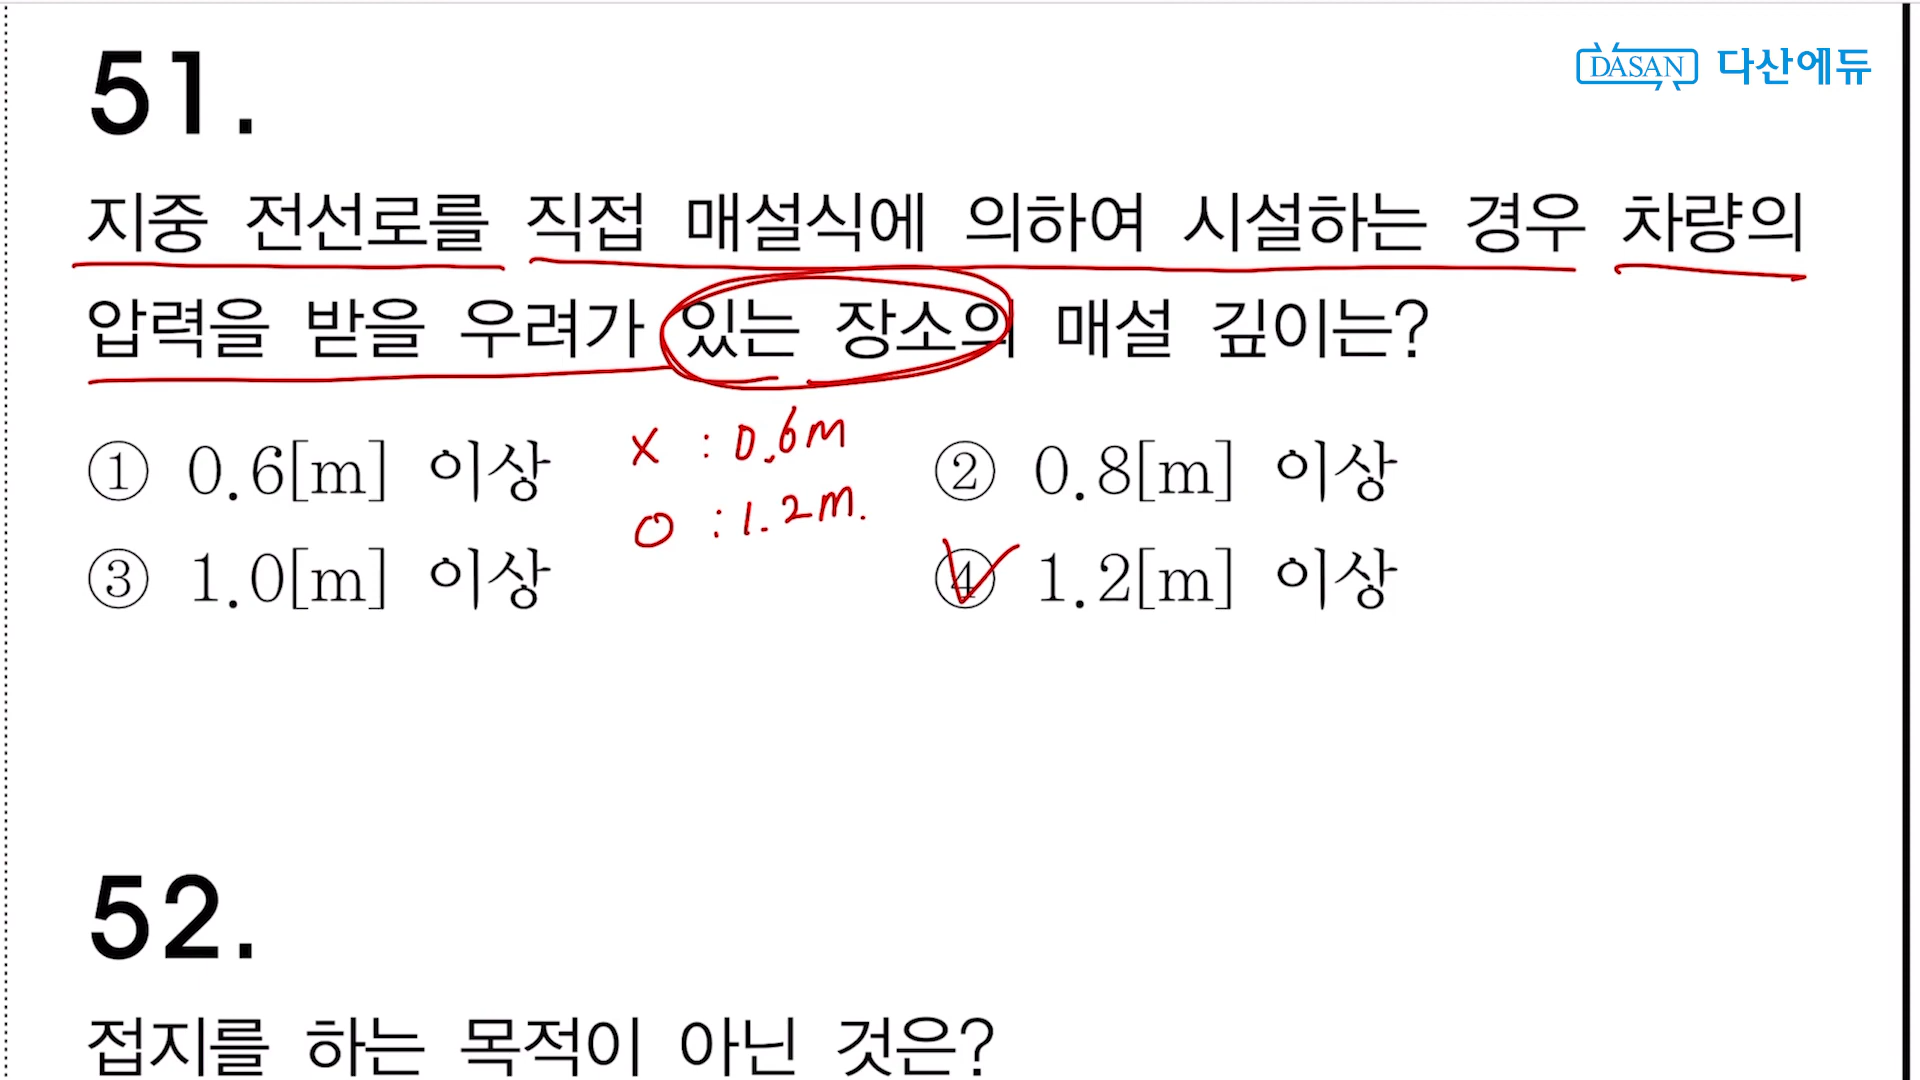 51.
DASAN 다산에듀
지중 전선로를 직접 매설식에 의하여 시설하는 경우 차량의
압력을 받을 우려가 있는 장소의 매설 깊이는?
① 0.6[m] 이상 x : 0.6m ② 0.8[m] 이상
o : 1.2m.
③ 1.0[m] 이상 ④ 1.2[m] 이상
52.
접지를 하는 목적이 아닌 것은?